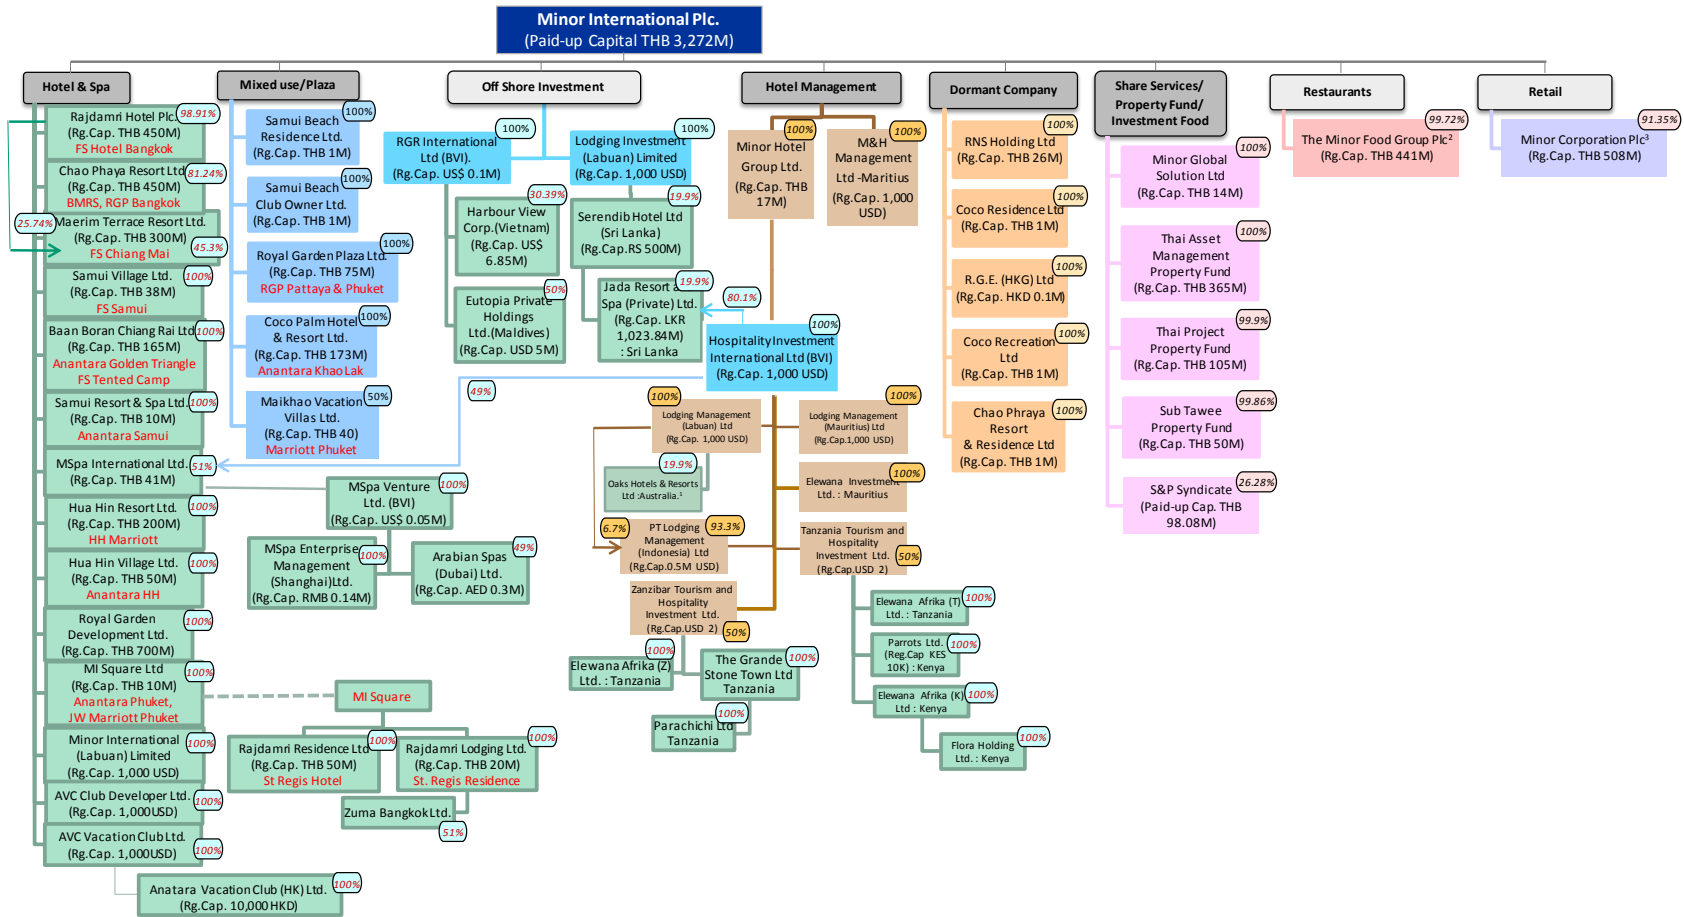 Minor International Plc.
(Paid-up Capital THB 3,272M)
Hotel & Spa
Rajdamri Hotel Plc.
98.91%
(Rg.Cap. THB 450M)
FS Hotel Bangkok
Chao Phaya Resort Ltd.
81.24%
(Rg.Cap. THB 450M)
BMRS, RGP Bangkok
25.74%
Maerim Terrace Resort Ltd.
(Rg.Cap. THB 300M)
45.3%
FS Chiang Mai
Samui Village Ltd.
100%
(Rg.Cap. THB 38M)
FS Samui
Baan Boran Chiang Rai Ltd.
100%
(Rg.Cap. THB 165M)
Anantara Golden Triangle
FS Tented Camp
Samui Resort & Spa Ltd.
100%
(Rg.Cap. THB 10M)
Anantara Samui
MSpa International Ltd.
51%
(Rg.Cap. THB 41M)
Hua Hin Resort Ltd.
100%
(Rg.Cap. THB 200M)
HH Marriott
Hua Hin Village Ltd.
100%
(Rg.Cap. THB 50M)
Anantara HH
Royal Garden
100%
Development Ltd.
(Rg.Cap. THB 700M)
MI Square Ltd
100%
(Rg.Cap. THB 10M)
Anantara Phuket,
JW Marriott Phuket
Minor International
100%
(Labuan) Limited
(Rg.Cap. 1,000 USD)
AVC Club Developer Ltd.
100%
(Rg.Cap. 1,000USD)
AVC Vacation Club Ltd.
100%
(Rg.Cap. 1,000USD)
Anatara Vacation Club (HK) Ltd.
100%
(Rg.Cap. 10,000 HKD)
MSpa Venture
100%
Ltd. (BVI)
(Rg.Cap. US$ 0.05M)
MSpa Enterprise
100%
Management
(Shanghai)Ltd.
(Rg.Cap. RMB 0.14M)
Arabian Spas
49%
(Dubai) Ltd.
(Rg.Cap. AED 0.3M)
MI Square
Rajdamri Residence Ltd
100%
(Rg.Cap. THB 50M)
St Regis Hotel
Rajdamri Lodging Ltd.
100%
(Rg.Cap. THB 20M)
St. Regis Residence
Zuma Bangkok Ltd.
51%
Mixed use/Plaza
Samui Beach
100%
Residence Ltd.
(Rg.Cap. THB 1M)
Samui Beach
100%
Club Owner Ltd.
(Rg.Cap. THB 1M)
Royal Garden Plaza Ltd.
100%
(Rg.Cap. THB 75M)
RGP Pattaya & Phuket
Coco Palm Hotel
100%
& Resort Ltd.
(Rg.Cap. THB 173M)
Anantara Khao Lak
Maikhao Vacation
50%
Villas Ltd.
(Rg.Cap. THB 40)
Marriott Phuket
Off Shore Investment
RGR International
100%
Ltd (BVI).
(Rg.Cap. US$ 0.1M)
Harbour View
30.39%
Corp.(Vietnam)
(Rg.Cap. US$
6.85M)
Eutopia Private
50%
Holdings
Ltd.(Maldives)
(Rg.Cap. USD 5M)
Lodging Investment
100%
(Labuan) Limited
(Rg.Cap. 1,000 USD)
Serendib Hotel Ltd
19.9%
(Sri Lanka)
(Rg.Cap.RS 500M)
Jada Resort a
19.9%
Spa (Private) Ltd.
(Rg.Cap. LKR
1,023.84M)
: Sri Lanka
80.1%
49%
Hotel Management
Minor Hotel
100%
Group Ltd.
(Rg.Cap. THB
17M)
M&H
100%
Management
Ltd -Maritius
(Rg.Cap. 1,000
USD)
Hospitality Investment
100%
International Ltd (BVI)
(Rg.Cap. 1,000 USD)
Lodging Management
100%
(Labuan) Ltd
(Rg.Cap. 1,000 USD)
Oaks Hotels & Resorts
19.9%
Ltd :Australia.1
6.7%
PT Lodging
93.3%
Management
(Indonesia) Ltd
(Rg.Cap.0.5M USD)
Zanzibar Tourism and
Hospitality
Investment Ltd.
(Rg.Cap.USD 2)
50%
Elewana Afrika (Z)
100%
Ltd. : Tanzania
The Grande
100%
Stone Town Ltd
Tanzania
Parachichi Ltd
100%
Tanzania
Lodging Management
100%
(Mauritius) Ltd
(Rg.Cap.1,000 USD)
Elewana Investment
100%
Ltd. : Mauritius
Tanzania Tourism and
Hospitality
Investment Ltd.
50%
(Rg.Cap.USD 2)
Elewana Afrika (T)
100%
Ltd. : Tanzania
Parrots Ltd.
100%
(Reg.Cap KES
10K) : Kenya
Elewana Afrika (K)
100%
Ltd : Kenya
Flora Holding
100%
Ltd. : Kenya
Dormant Company
RNS Holding Ltd
100%
(Rg.Cap. THB 26M)
Coco Residence Ltd
100%
(Rg.Cap. THB 1M)
R.G.E. (HKG) Ltd
100%
(Rg.Cap. HKD 0.1M)
Coco Recreation
100%
Ltd
(Rg.Cap. THB 1M)
Chao Phraya
100%
Resort
& Residence Ltd
(Rg.Cap. THB 1M)
Share Services/
Property Fund/
Investment Food
Minor Global
100%
Solution Ltd
(Rg.Cap. THB 14M)
Thai Asset
100%
Management
Property Fund
(Rg.Cap. THB 365M)
Thai Project
99.9%
Property Fund
(Rg.Cap. THB 105M)
Sub Tawee
99.86%
Property Fund
(Rg.Cap. THB 50M)
S&P Syndicate
26.28%
(Paid-up Cap. THB
98.08M)
Restaurants
99.72%
The Minor Food Group Plc2
(Rg.Cap. THB 441M)
Retail
91.35%
Minor Corporation Plc3
(Rg.Cap. THB 508M)